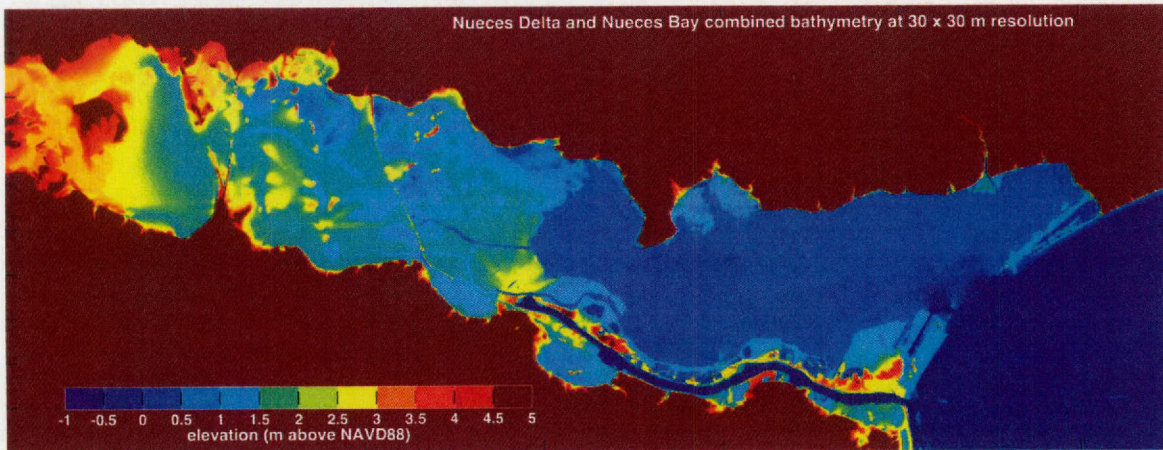 Nueces Delta and Nueces Bay combined bathymetry at 30 x 30 m resolution
-1 -0.5 0 0.5 1 1.5 2 2.5 3 3.5 4 4.5 5
elevation (m above NAVD88)